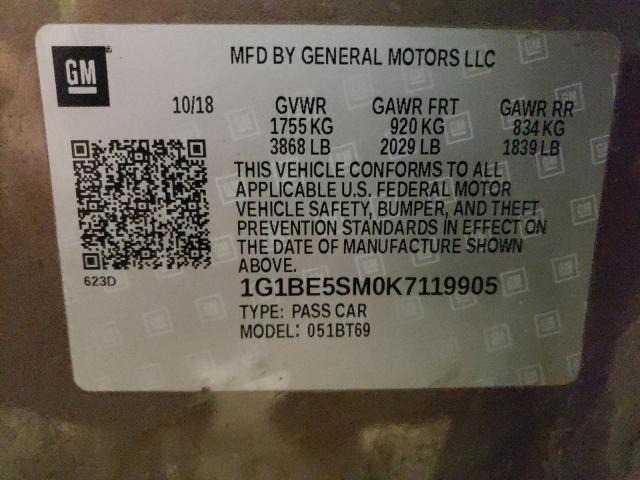 GM
MFD BY GENERAL MOTORS LLC
10/18 GVWR GAWR FRT GAWR RR
1755 KG 920 KG 834 KG
3868 LB 2029 LB 1839 LB
THIS VEHICLE CONFORMS TO ALL
APPLICABLE U.S. FEDERAL MOTOR
VEHICLE SAFETY, BUMPER, AND THEFT
PREVENTION STANDARDS IN EFFECT ON
THE DATE OF MANUFACTURE SHOWN
ABOVE.
623D
1G1BE5SM0K7119905
TYPE: PASS CAR
MODEL: 051BT69